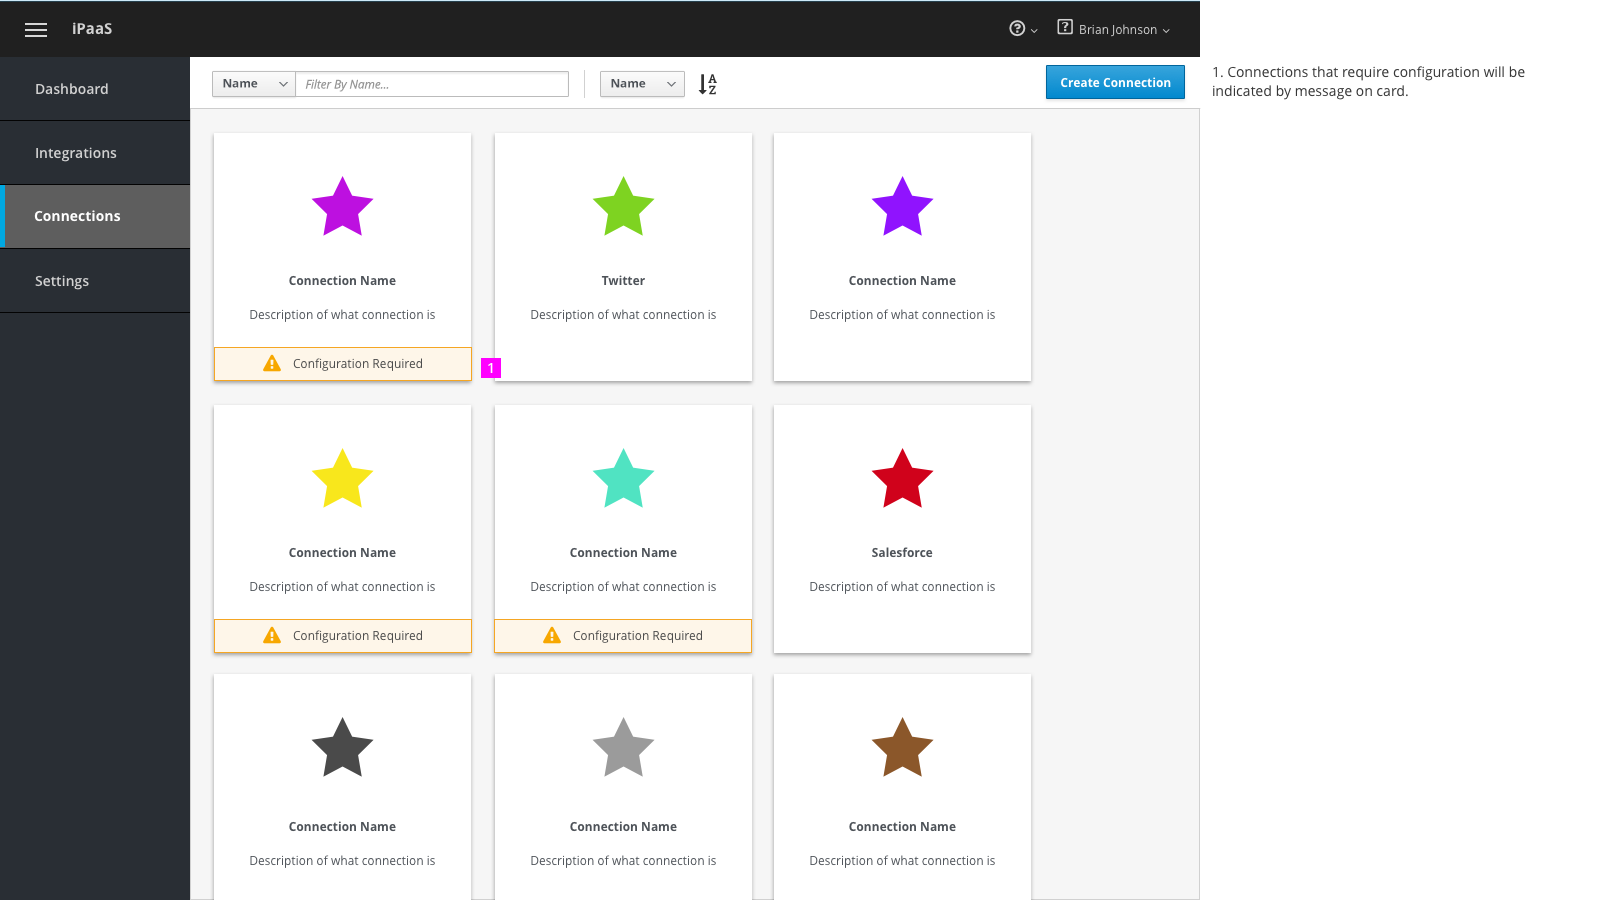 iPaaS
Brian Johnson
Dashboard
Integrations
Connections
Settings
Name
Filter By Name...
Name
A
Z
Create Connection
1. Connections that require configuration will be
indicated by message on card.
Connection Name
Description of what connection is
Configuration Required
1
Twitter
Description of what connection is
Connection Name
Description of what connection is
Connection Name
Description of what connection is
Configuration Required
Connection Name
Description of what connection is
Configuration Required
Salesforce
Description of what connection is
Connection Name
Description of what connection is
Connection Name
Description of what connection is
Connection Name
Description of what connection is